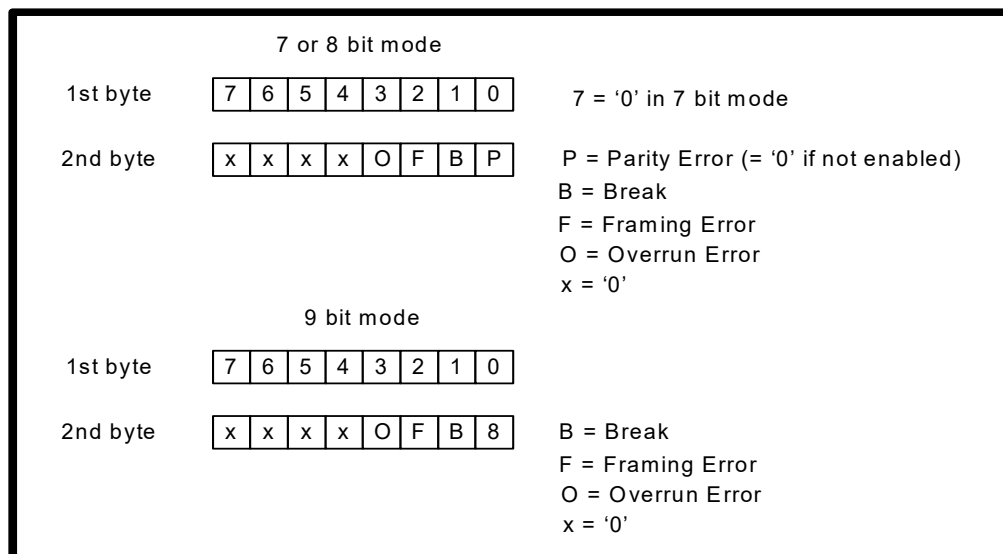 7 or 8 bit mode
1st byte 7 6 5 4 3 2 1 0 7 = ‘0’ in 7 bit mode
2nd byte x x x x O F B P P = Parity Error (= ‘0’ if not enabled)
B = Break
F = Framing Error
O = Overrun Error
x = ‘0’
9 bit mode
1st byte 7 6 5 4 3 2 1 0
2nd byte x x x x O F B 8 B = Break
F = Framing Error
O = Overrun Error
x = ‘0’